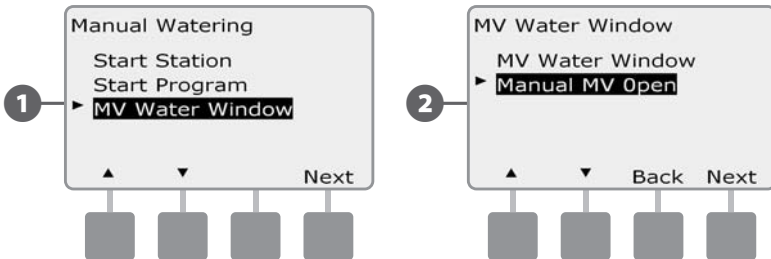 Manual Watering
Start Station
Start Program
► MV Water Window
▲ ▼ Next
1
MV Water Window
MV Water Window
► Manual MV 0pen
▲ ▼ Back Next
2